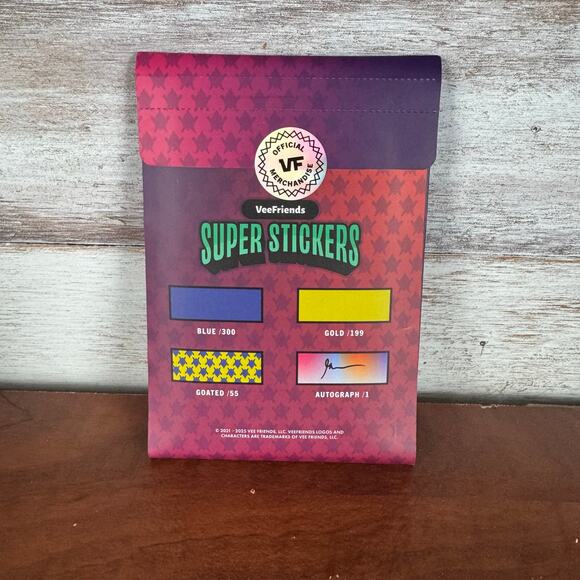 OFFICIAL
VF
MERCHANDISE
VeeFriends
SUPER STICKERS
BLUE /300
GOLD /199
GOATED /55
AUTOGRAPH /1
© 2021 - 2025 VEE FRIENDS, LLC. VEEFRIENDS LOGOS AND
CHARACTERS ARE TRADEMARKS OF VEE FRIENDS, LLC.